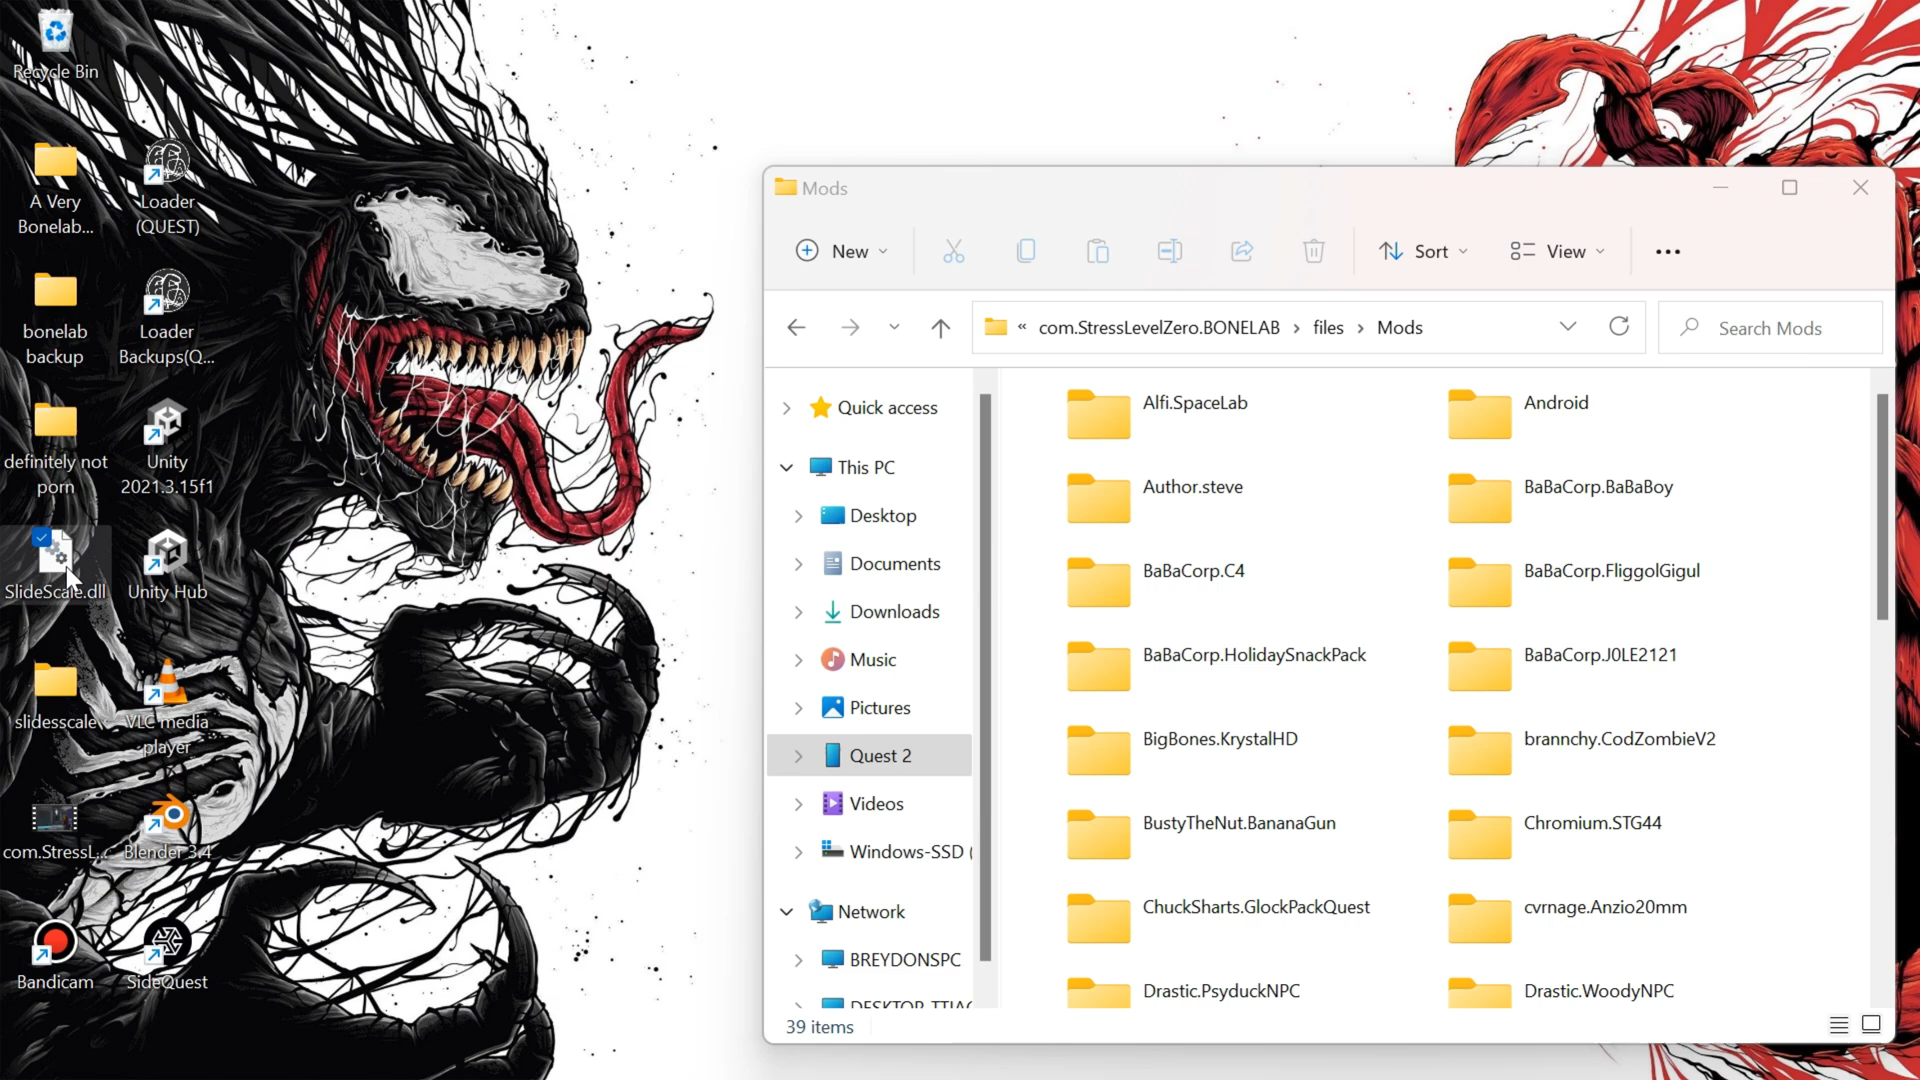 Recycle Bin
A Very
Bonelab...
Loader
(QUEST)
bonelab
backup
Loader
Backups(Q...
definitely not
porn
Unity
2021.3.15f1
SlideScale.dll
Unity Hub
slidesscale
VLC media
player
com.StressL...
Blender 3.4
Bandicam
SideQuest
Mods
New
Sort
View
« com.StressLevelZero.BONELAB > files > Mods
Search Mods
Quick access
This PC
Desktop
Documents
Downloads
Music
Pictures
Quest 2
Videos
Windows-SSD (
Network
BREYDONSPC
Alfi.SpaceLab
Android
Author.steve
BaBaCorp.BaBaBoy
BaBaCorp.C4
BaBaCorp.FliggolGigul
BaBaCorp.HolidaySnackPack
BaBaCorp.J0LE2121
BigBones.KrystalHD
brannchy.CodZombieV2
BustyTheNut.BananaGun
Chromium.STG44
ChuckSharts.GlockPackQuest
cvrnage.Anzio20mm
Drastic.PsyduckNPC
Drastic.WoodyNPC
39 items